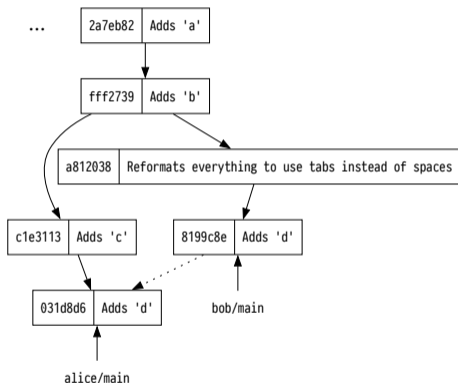 ...
2a7eb82 Adds 'a'
fff2739 Adds 'b'
a812038 Reformats everything to use tabs instead of spaces
c1e3113 Adds 'c'
8199c8e Adds 'd'
031d8d6 Adds 'd'
bob/main
alice/main